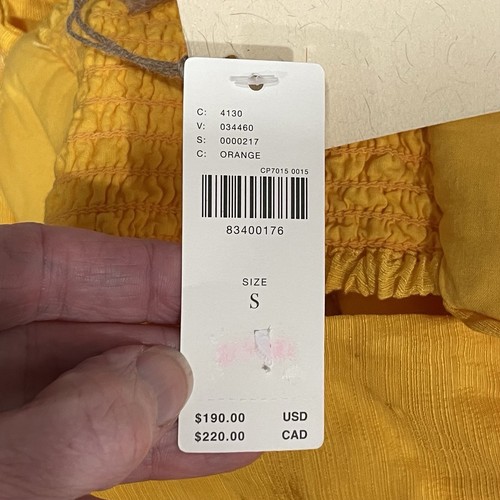 C: 4130
V: 034460
S: 0000217
C: ORANGE
CP7015 0015
83400176
SIZE
S
$190.00 USD
$220.00 CAD